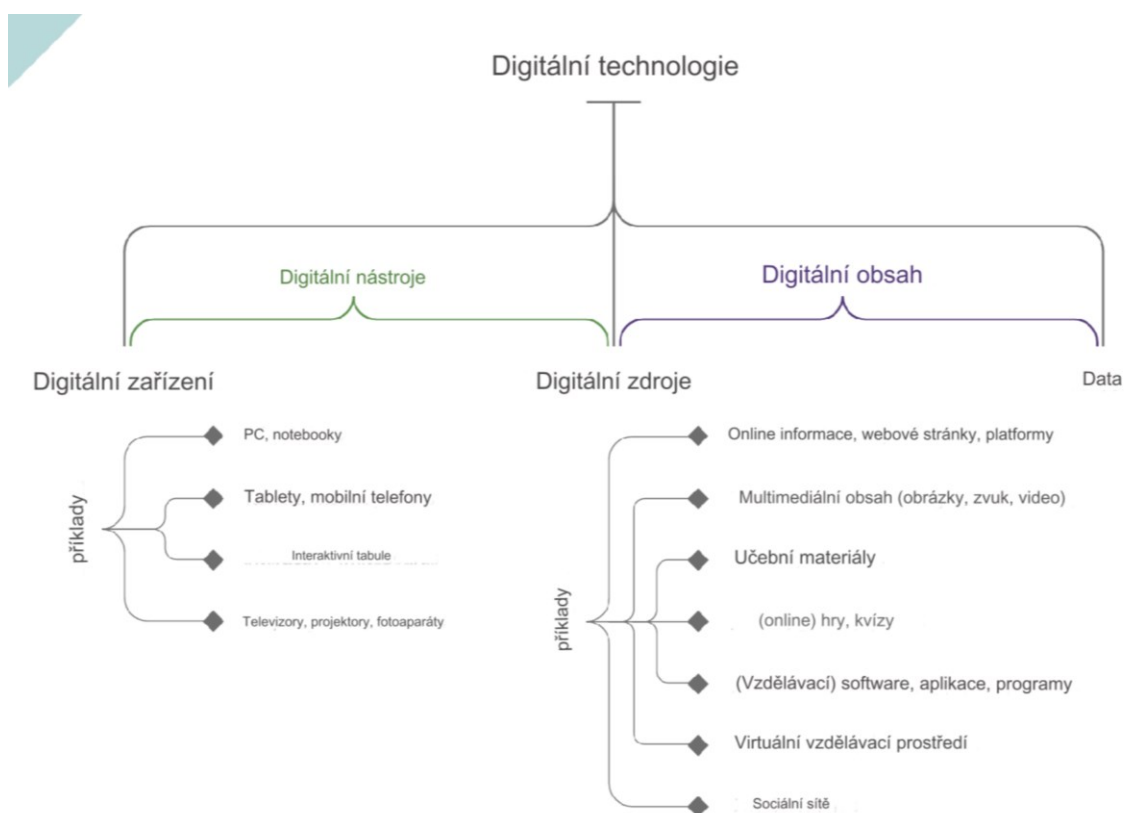 Digitální technologie
Digitální nástroje
Digitální obsah
Digitální zařízení
Digitální zdroje
Data
příklady
PC, notebooky
Tablety, mobilní telefony
Interaktivní tabule
Televizory, projektory, fotoaparáty
příklady
Online informace, webové stránky, platformy
Multimediální obsah (obrázky, zvuk, video)
Učební materiály
(online) hry, kvízy
(Vzdělávací) software, aplikace, programy
Virtuální vzdělávací prostředí
Sociální sítě